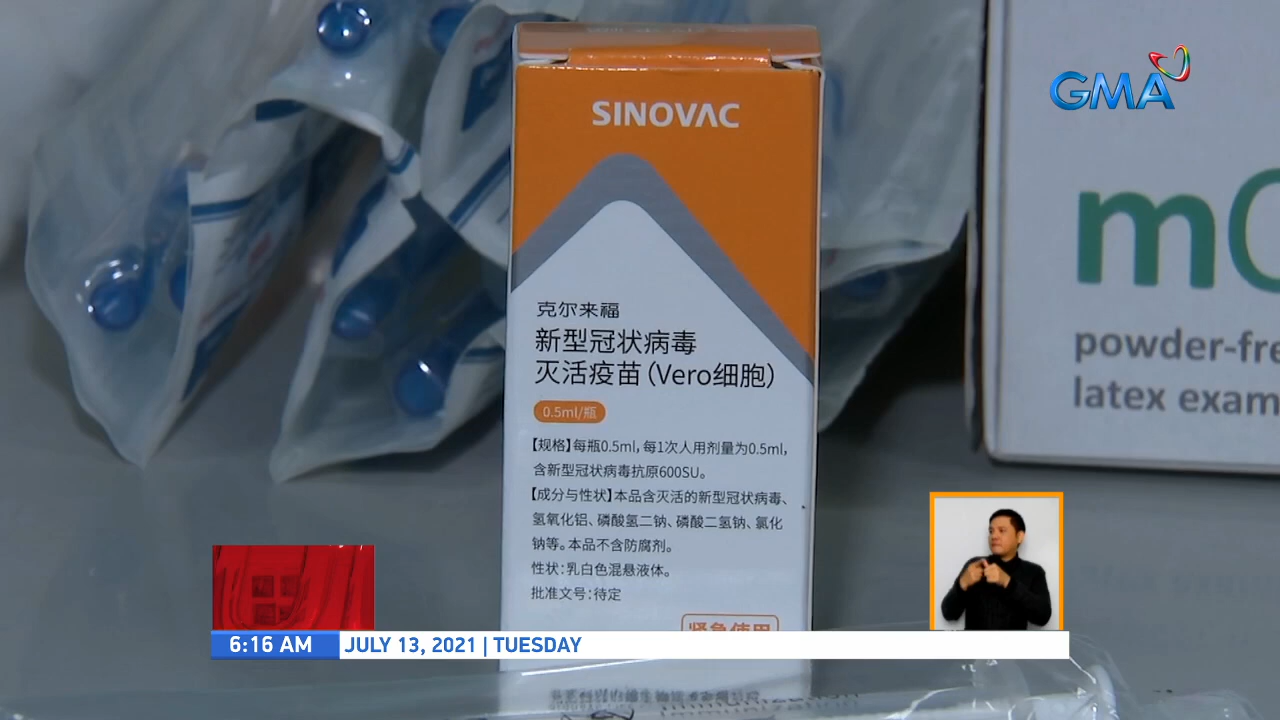 GMA
SINOVAC
克尔来福
新型冠状病毒
灭活疫苗(Vero细胞)
0.5ml/瓶
【规格】每瓶0.5ml，每1次人用剂量为0.5ml，
含新型冠状病毒抗原600SU。
【成分与性状】本品含灭活的新型冠状病毒、
氢氧化铝、磷酸氢二钠、磷酸二氢钠、氯化
钠等。本品不含防腐剂。
性状：乳白色混悬液体。
批准文号：待定
紧急使用
powder-fre
latex exam
6:16 AM
JULY 13, 2021 | TUESDAY